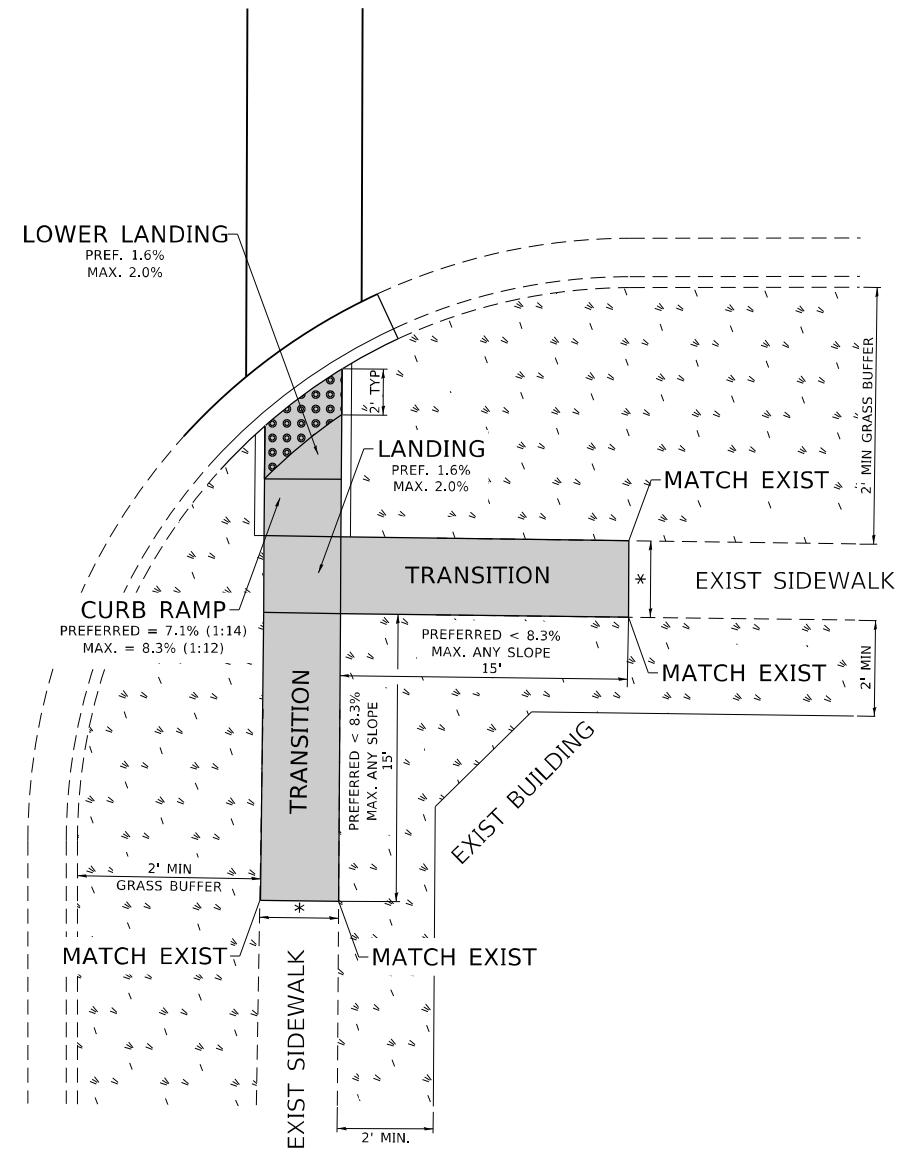 LOWER LANDING
PREF. 1.6%
MAX. 2.0%
2' TYP
LANDING
PREF. 1.6%
MAX. 2.0%
2' MIN GRASS BUFFER
MATCH EXIST
TRANSITION
*
EXIST SIDEWALK
CURB RAMP
PREFERRED = 7.1% (1:14)
MAX. = 8.3% (1:12)
PREFERRED < 8.3%
MAX. ANY SLOPE
15'
MATCH EXIST
2' MIN
TRANSITION
PREFERRED < 8.3%
MAX. ANY SLOPE
15'
EXIST BUILDING
2' MIN
GRASS BUFFER
*
MATCH EXIST
MATCH EXIST
EXIST SIDEWALK
2' MIN.